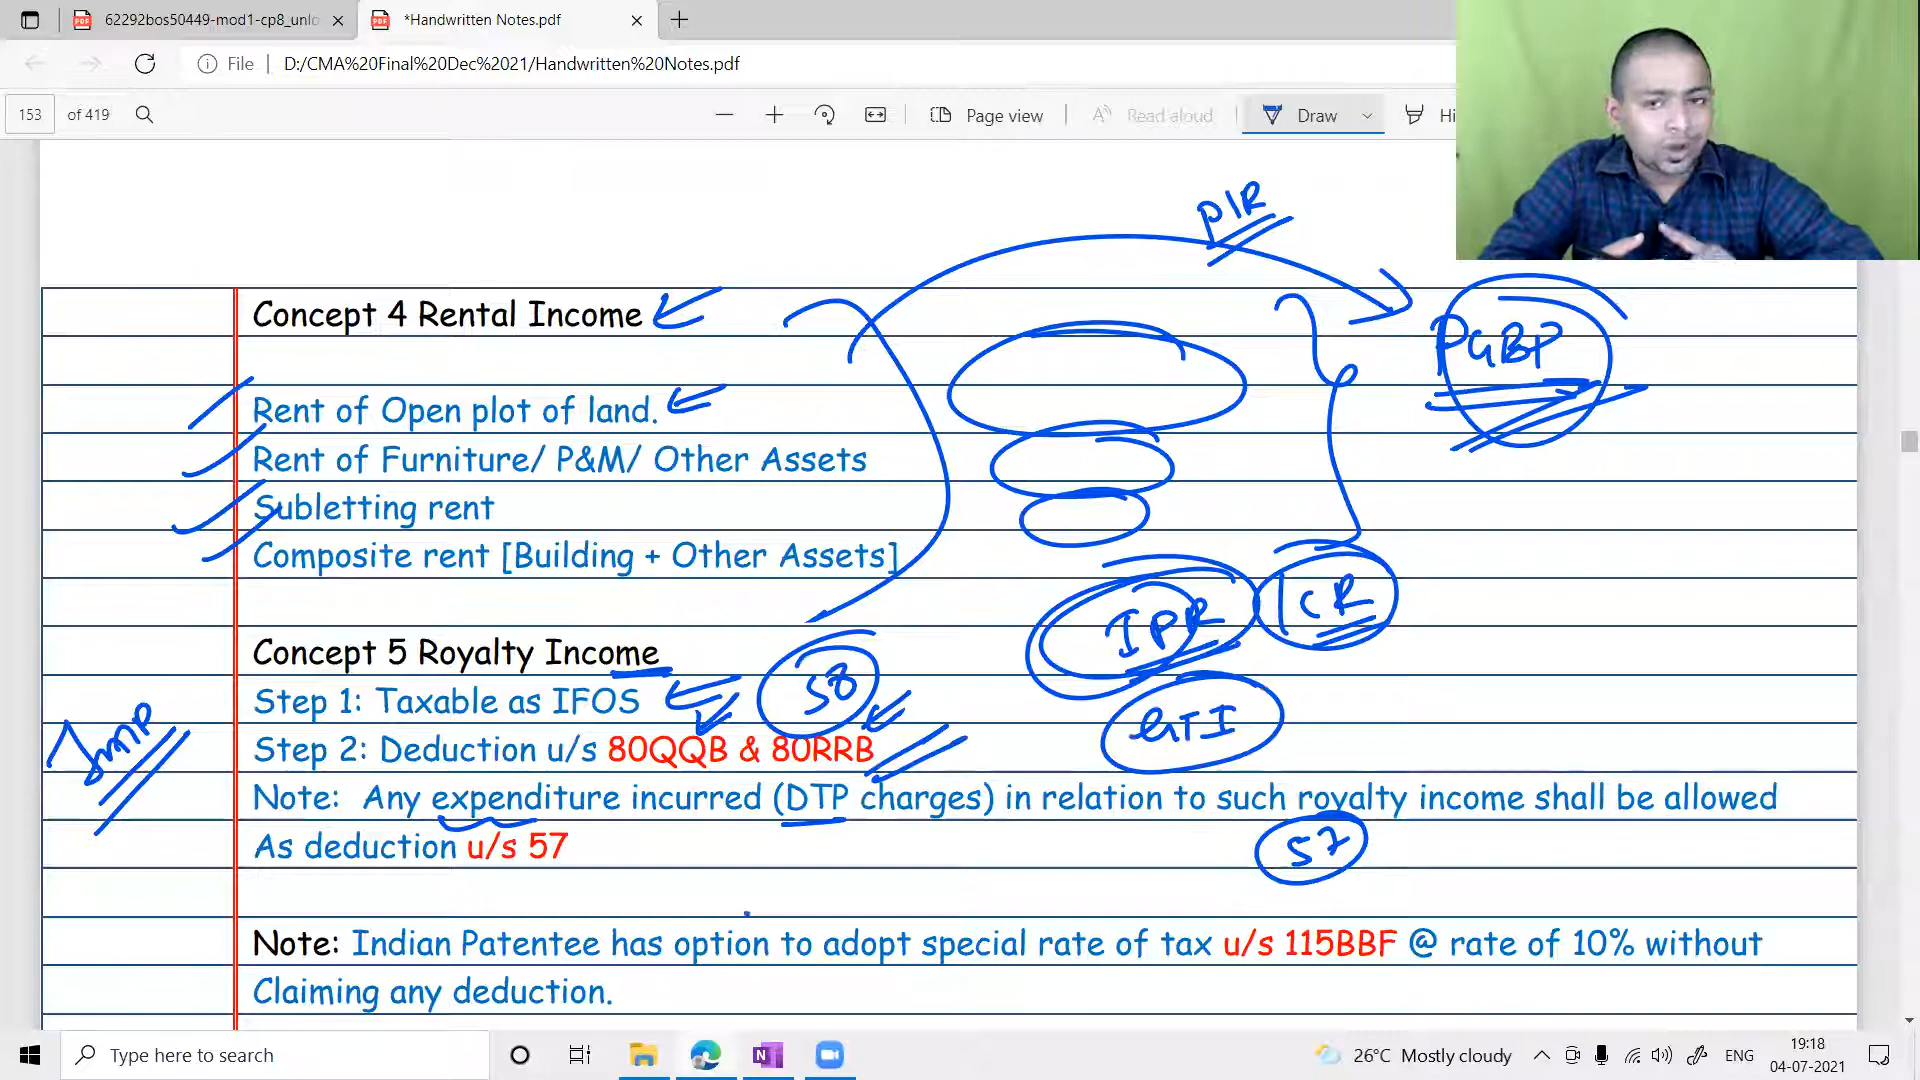 62292bos50449-mod1-cp8_unlo
*Handwritten Notes.pdf
File
D:/CMA%20Final%20Dec%2021/Handwritten%20Notes.pdf
153 of 419
Page view
Read aloud
Draw
Hi
PIR
PGBP
Concept 4 Rental Income
Rent of Open plot of land.
Rent of Furniture/ P&M/ Other Assets
Subletting rent
Composite rent [Building + Other Assets]
IPR
ICR
Concept 5 Royalty Income
Step 1: Taxable as IFOS
58
GTI
Imp
Step 2: Deduction u/s 80QQB & 80RRB
Note: Any expenditure incurred (DTP charges) in relation to such royalty income shall be allowed
As deduction u/s 57
57
Note: Indian Patentee has option to adopt special rate of tax u/s 115BBF @ rate of 10% without
Claiming any deduction.
Type here to search
26°C Mostly cloudy
ENG
19:18
04-07-2021